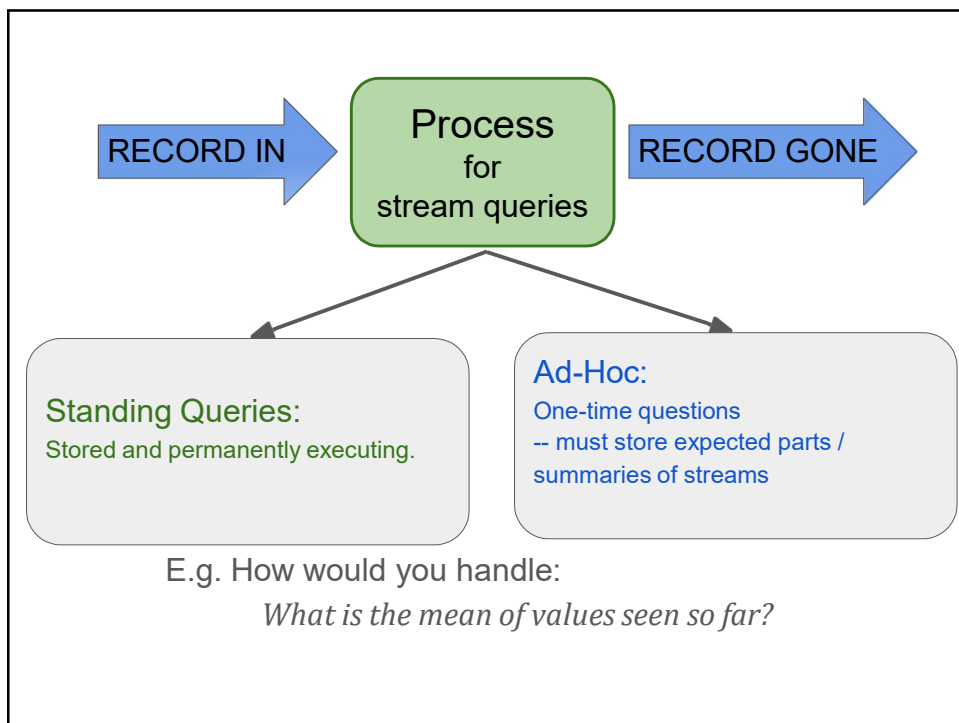 RECORD IN
Process
for
stream queries
RECORD GONE
Standing Queries:
Stored and permanently executing.
Ad-Hoc:
One-time questions
-- must store expected parts /
summaries of streams
E.g. How would you handle:
What is the mean of values seen so far?